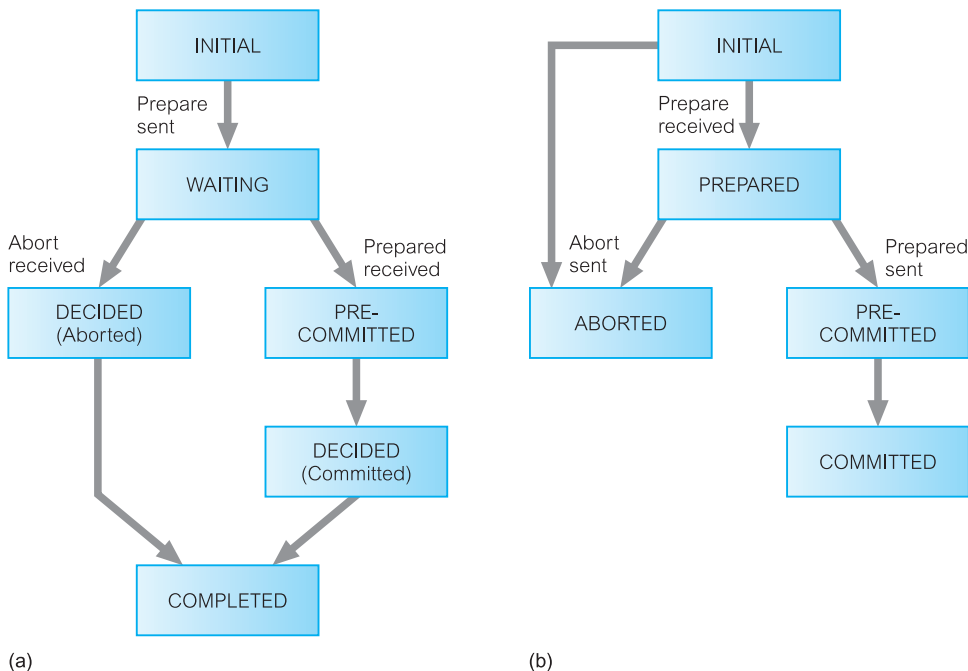 INITIAL
Prepare
sent
WAITING
Abort
received
Prepared
received
DECIDED
(Aborted)
PRE-
COMMITTED
DECIDED
(Committed)
COMPLETED
(a)
INITIAL
Prepare
received
PREPARED
Abort
sent
Prepared
sent
ABORTED
PRE-
COMMITTED
COMMITTED
(b)